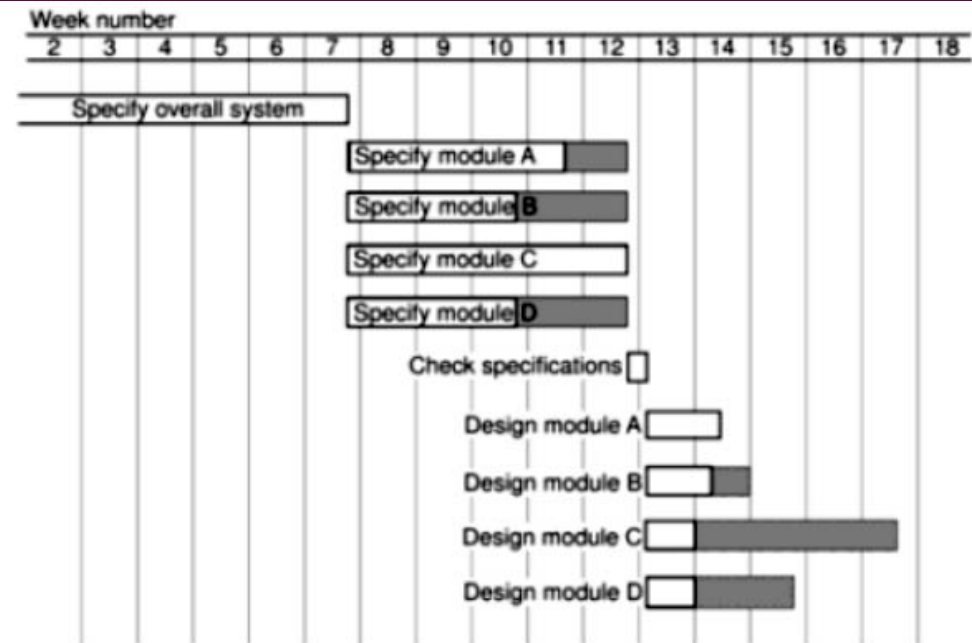 Week number
2 3 4 5 6 7 8 9 10 11 12 13 14 15 16 17 18
Specify overall system
Specify module A
Specify module B
Specify module C
Specify module D
Check specifications
Design module A
Design module B
Design module C
Design module D